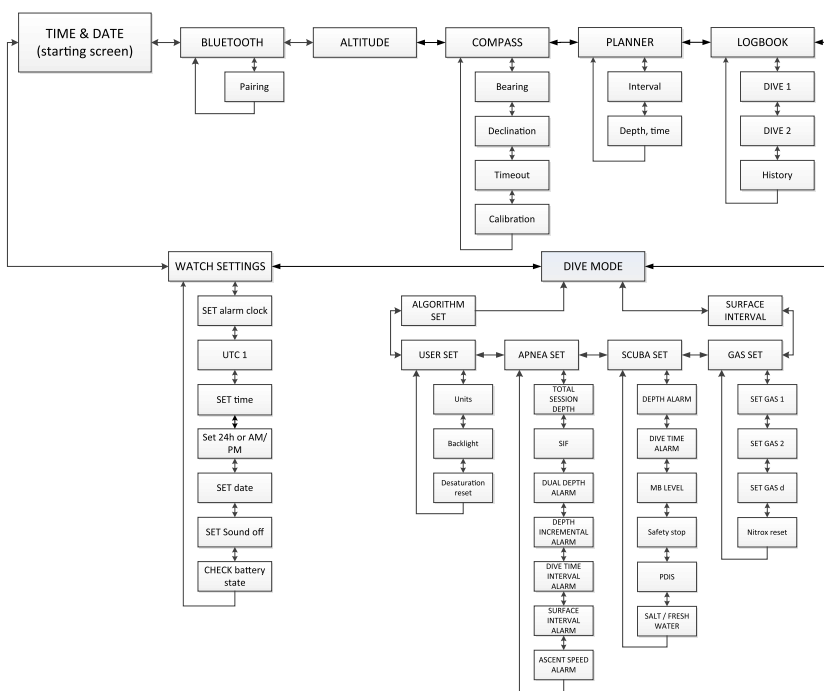 TIME & DATE
(starting screen)
BLUETOOTH
ALTITUDE
COMPASS
PLANNER
LOGBOOK
Pairing
Bearing
Declination
Timeout
Calibration
Interval
Depth, time
DIVE 1
DIVE 2
History
WATCH SETTINGS
DIVE MODE
SET alarm clock
UTC 1
SET time
Set 24h or AM/
PM
SET date
SET Sound off
CHECK battery
state
ALGORITHM
SET
SURFACE
INTERVAL
USER SET
APNEA SET
SCUBA SET
GAS SET
Units
Backlight
Desaturation
reset
TOTAL
SESSION
DEPTH
SIF
DUAL DEPTH
ALARM
DEPTH
INCREMENTAL
ALARM
DIVE TIME
INTERVAL
ALARM
SURFACE
INTERVAL
ALARM
ASCENT SPEED
ALARM
DEPTH ALARM
DIVE TIME
ALARM
MB LEVEL
Safety stop
PDIS
SALT / FRESH
WATER
SET GAS 1
SET GAS 2
SET GAS d
Nitrox reset